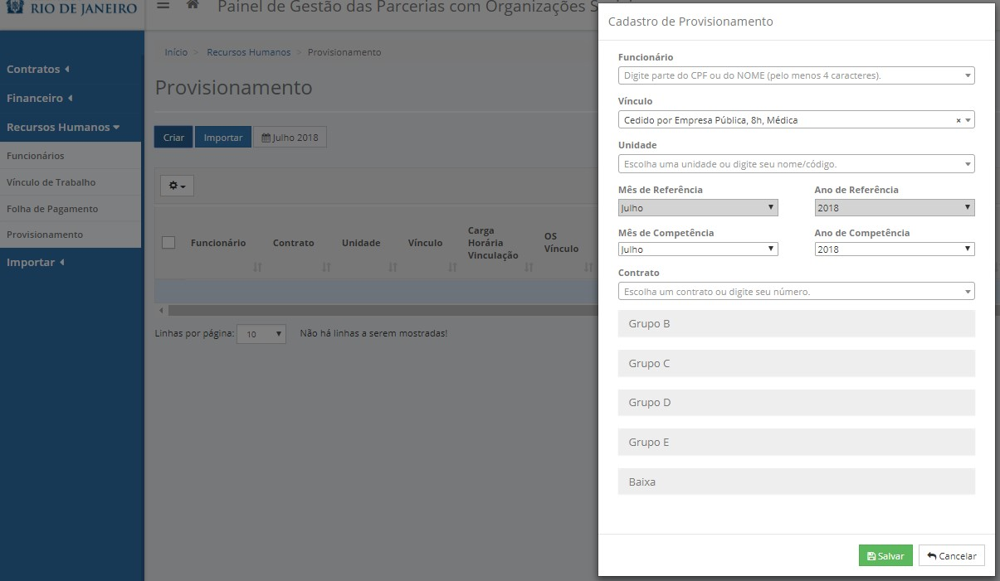 RIO DE JANEIRO
Painel de Gestão das Parcerias com Organizações
Contratos
Financeiro
Recursos Humanos
Funcionários
Vínculo de Trabalho
Folha de Pagamento
Provisionamento
Importar
Início > Recursos Humanos > Provisionamento
Provisionamento
Criar
Importar
Julho 2018
Funcionário
Contrato
Unidade
Vínculo
Carga
Horária
Vinculação
OS
Vínculo
Linhas por página:
10
Não há linhas a serem mostradas!
Cadastro de Provisionamento
Funcionário
Digite parte do CPF ou do NOME (pelo menos 4 caracteres).
Vínculo
Cedido por Empresa Pública, 8h, Médica ×
Unidade
Escolha uma unidade ou digite seu nome/código.
Mês de Referência
Ano de Referência
Julho
2018
Mês de Competência
Ano de Competência
Julho
2018
Contrato
Escolha um contrato ou digite seu número.
Grupo B
Grupo C
Grupo D
Grupo E
Baixa
Salvar
Cancelar